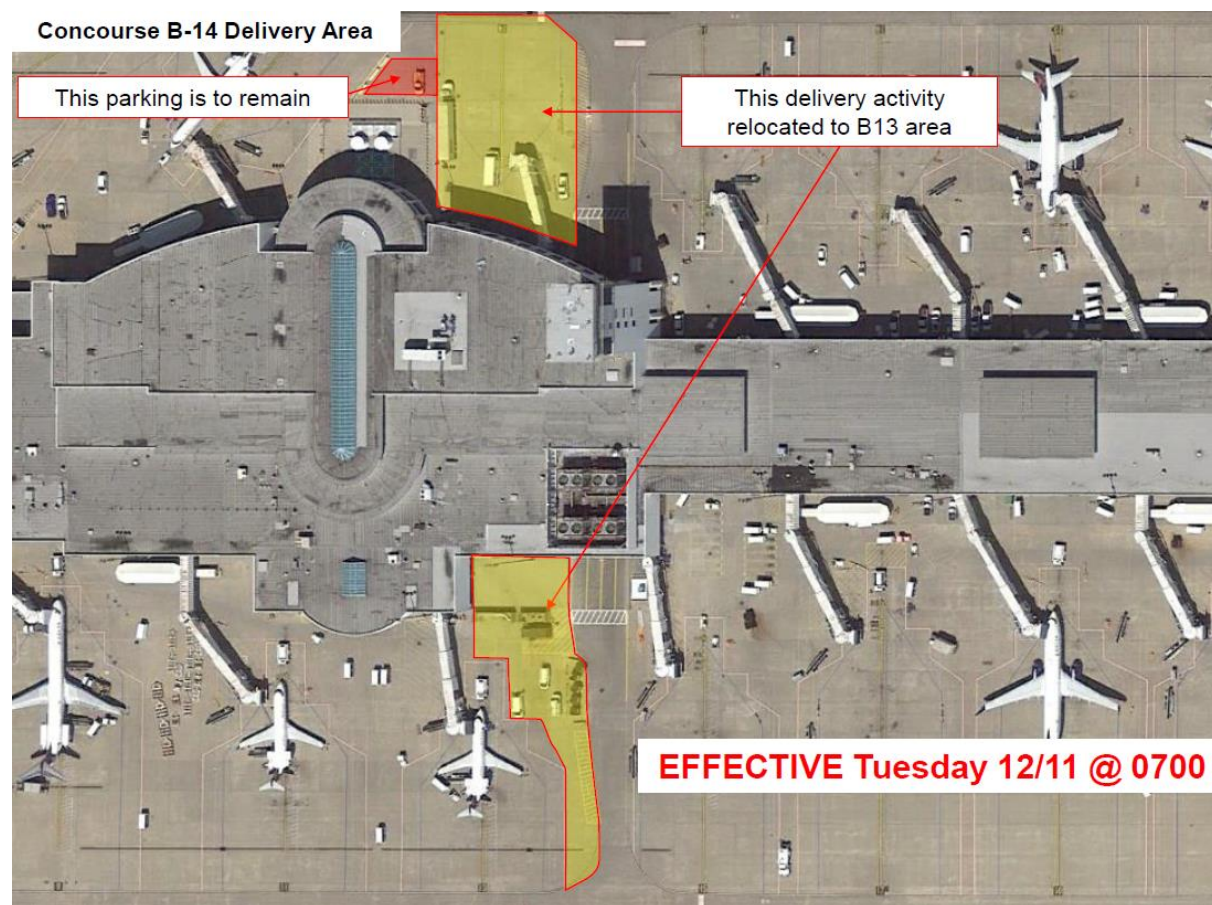 Concourse B-14 Delivery Area
This parking is to remain
This delivery activity
relocated to B13 area
EFFECTIVE Tuesday 12/11 @ 0700